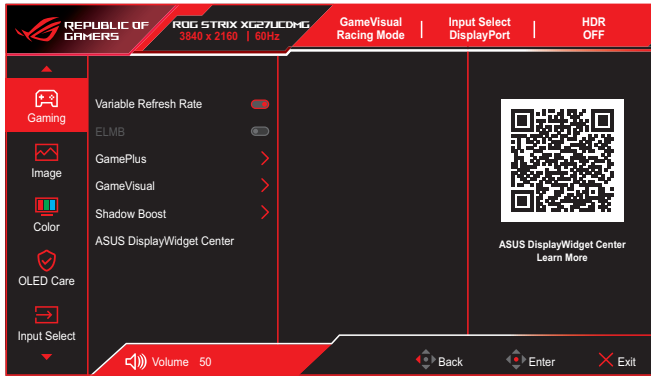 REPUBLIC OF
GAMERS
ROG STRIX XG27UCDMG
3840 x 2160 | 60Hz
GameVisual
Racing Mode
Input Select
DisplayPort
HDR
OFF
Gaming
Image
Color
OLED Care
Input Select
Variable Refresh Rate
ELMB
GamePlus
GameVisual
Shadow Boost
ASUS DisplayWidget Center
ASUS DisplayWidget Center
Learn More
Volume 50
Back
Enter
Exit